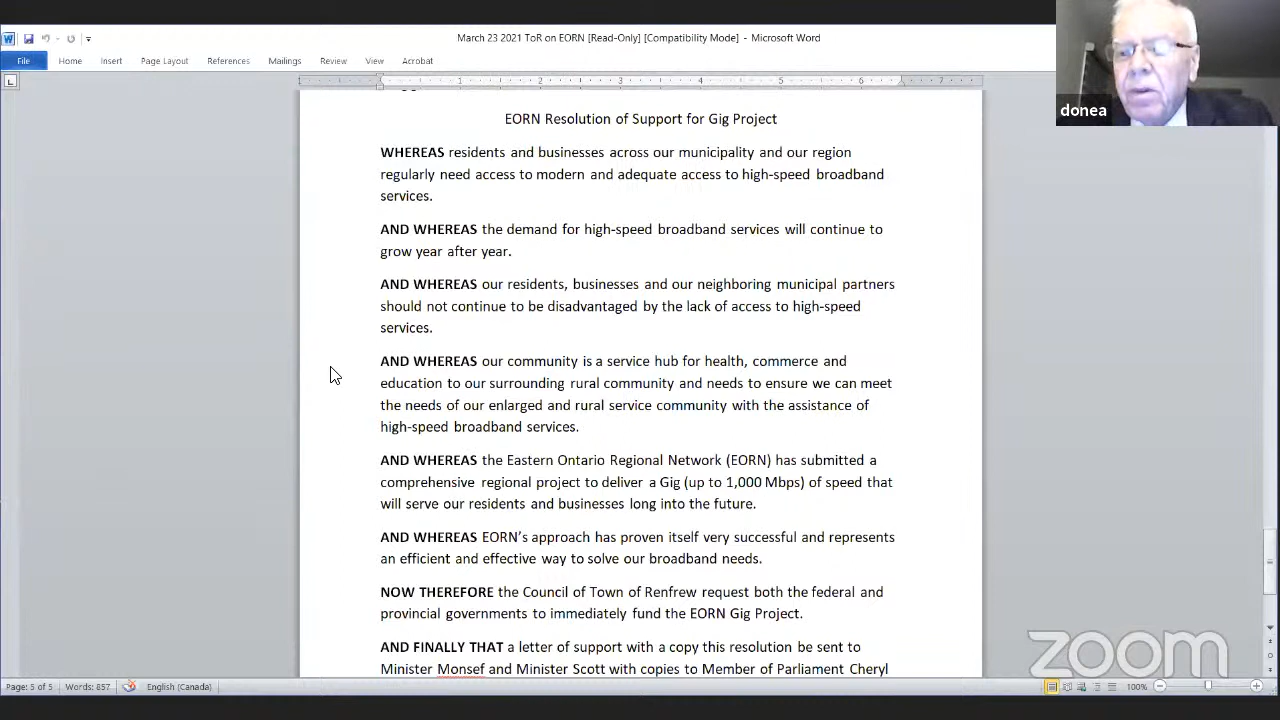 March 23 2021 ToR on EORN [Read-Only] [Compatibility Mode] - Microsoft Word
File Home Insert Page Layout References Mailings Review View Acrobat
donea
1 2 3 4 5 6 7
EORN Resolution of Support for Gig Project
WHEREAS residents and businesses across our municipality and our region
regularly need access to modern and adequate access to high-speed broadband
services.
AND WHEREAS the demand for high-speed broadband services will continue to
grow year after year.
AND WHEREAS our residents, businesses and our neighboring municipal partners
should not continue to be disadvantaged by the lack of access to high-speed
services.
AND WHEREAS our community is a service hub for health, commerce and
education to our surrounding rural community and needs to ensure we can meet
the needs of our enlarged and rural service community with the assistance of
high-speed broadband services.
AND WHEREAS the Eastern Ontario Regional Network (EORN) has submitted a
comprehensive regional project to deliver a Gig (up to 1,000 Mbps) of speed that
will serve our residents and businesses long into the future.
AND WHEREAS EORN's approach has proven itself very successful and represents
an efficient and effective way to solve our broadband needs.
NOW THEREFORE the Council of Town of Renfrew request both the federal and
provincial governments to immediately fund the EORN Gig Project.
AND FINALLY THAT a letter of support with a copy this resolution be sent to
Minister Monsef and Minister Scott with copies to Member of Parliament Cheryl
zoom
Page: 5 of 5 Words: 857 English (Canada) 100%